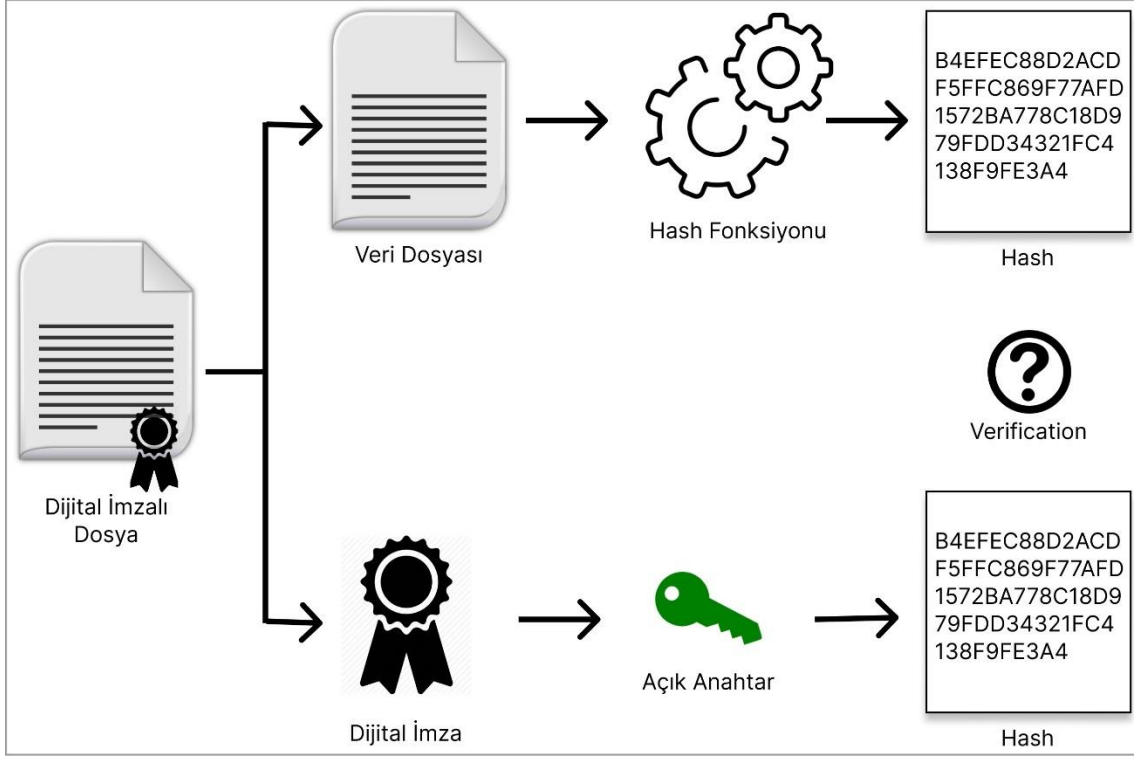 B4EFEC88D2ACD
F5FFC869F77AFD
1572BA778C18D9
79FDD34321FC4
138F9FE3A4
Hash Fonksiyonu
Veri Dosyası
Hash
Verification
Dijital İmzalı
Dosya
B4EFEC88D2ACD
F5FFC869F77AFD
1572BA778C18D9
79FDD34321FC4
138F9FE3A4
Açık Anahtar
Dijital İmza
Hash